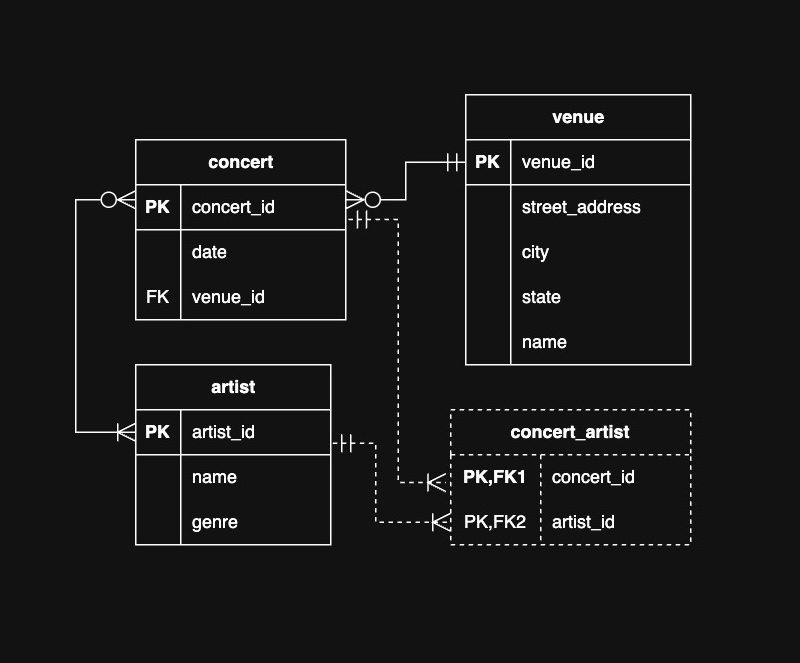 concert
PK concert_id
date
FK venue_id
venue
PK venue_id
street_address
city
state
name
artist
PK artist_id
name
genre
concert_artist
PK,FK1 concert_id
PK,FK2 artist_id